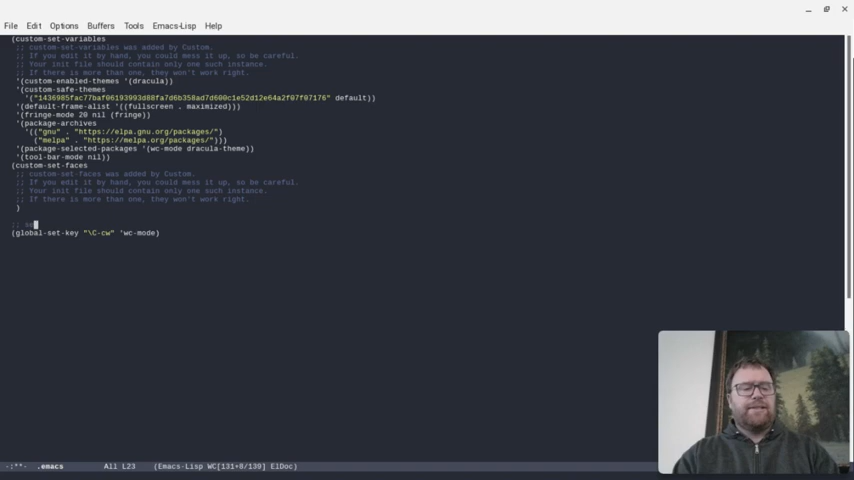 File Edit Options Buffers Tools Emacs-Lisp Help
(custom-set-variables
;; custom-set-variables was added by Custom.
;; If you edit it by hand, you could mess it up, so be careful.
;; Your init file should contain only one such instance.
;; If there is more than one, they won't work right.
'(custom-enabled-themes '(dracula))
'(custom-safe-themes
'("1436985fac77baf06193993d88fa7d6b358ad7d600c1e52d12e64a2f07f07176" default))
'(default-frame-alist '((fullscreen . maximized)))
'(fringe-mode 20 nil (fringe))
'(package-archives
'(("gnu" . "https://elpa.gnu.org/packages/")
("melpa" . "https://melpa.org/packages/")))
'(package-selected-packages '(wc-mode dracula-theme))
'(tool-bar-mode nil))
(custom-set-faces
;; custom-set-faces was added by Custom.
;; If you edit it by hand, you could mess it up, so be careful.
;; Your init file should contain only one such instance.
;; If there is more than one, they won't work right.
)
;; se
(global-set-key "\C-cw" 'wc-mode)
-:**- .emacs All L23 (Emacs-Lisp WC[131+8/139] ElDoc)